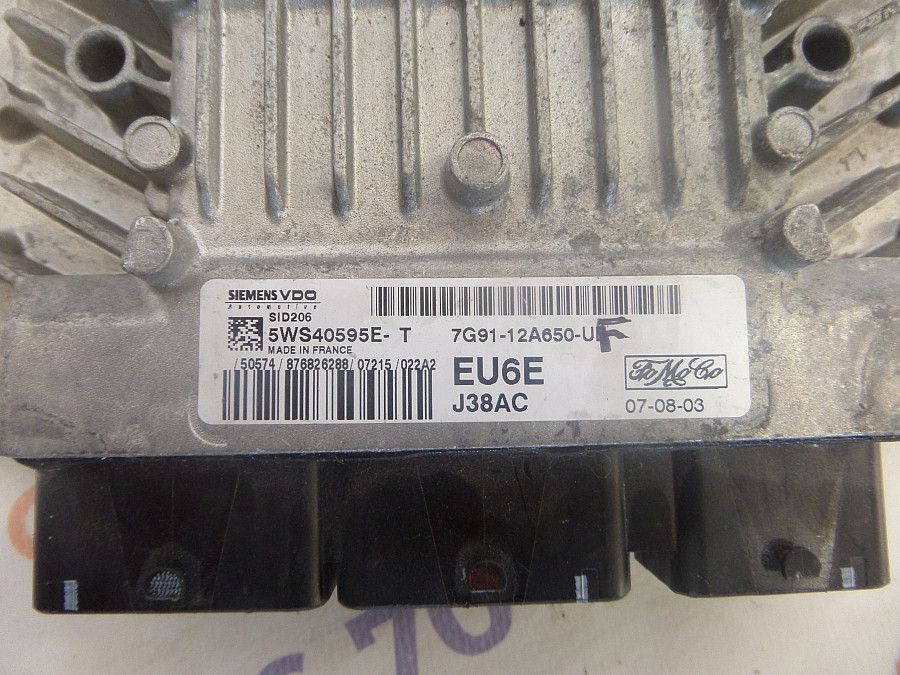 SIEMENS VDO
Automotive
SID206
5WS40595E- T
MADE IN FRANCE
/50574/876826288/07215/022A2
7G91-12A650-UF
EU6E
J38AC
FoMoCo
07-08-03
670